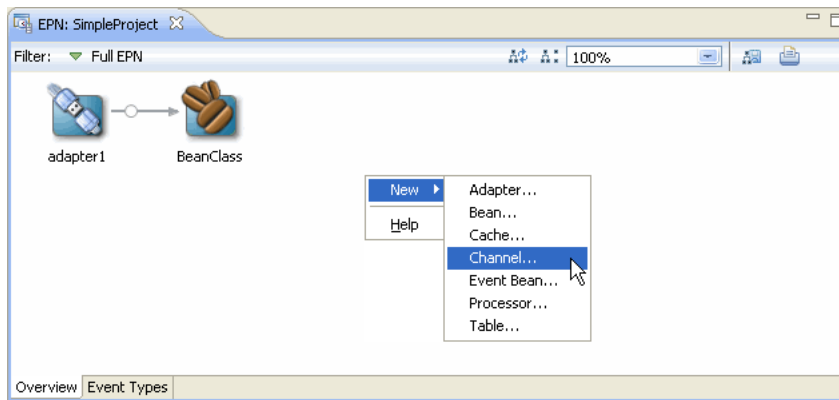 EPN: SimpleProject
Filter: Full EPN 100%
adapter1 BeanClass
New
Help
Adapter...
Bean...
Cache...
Channel...
Event Bean...
Processor...
Table...
Overview Event Types